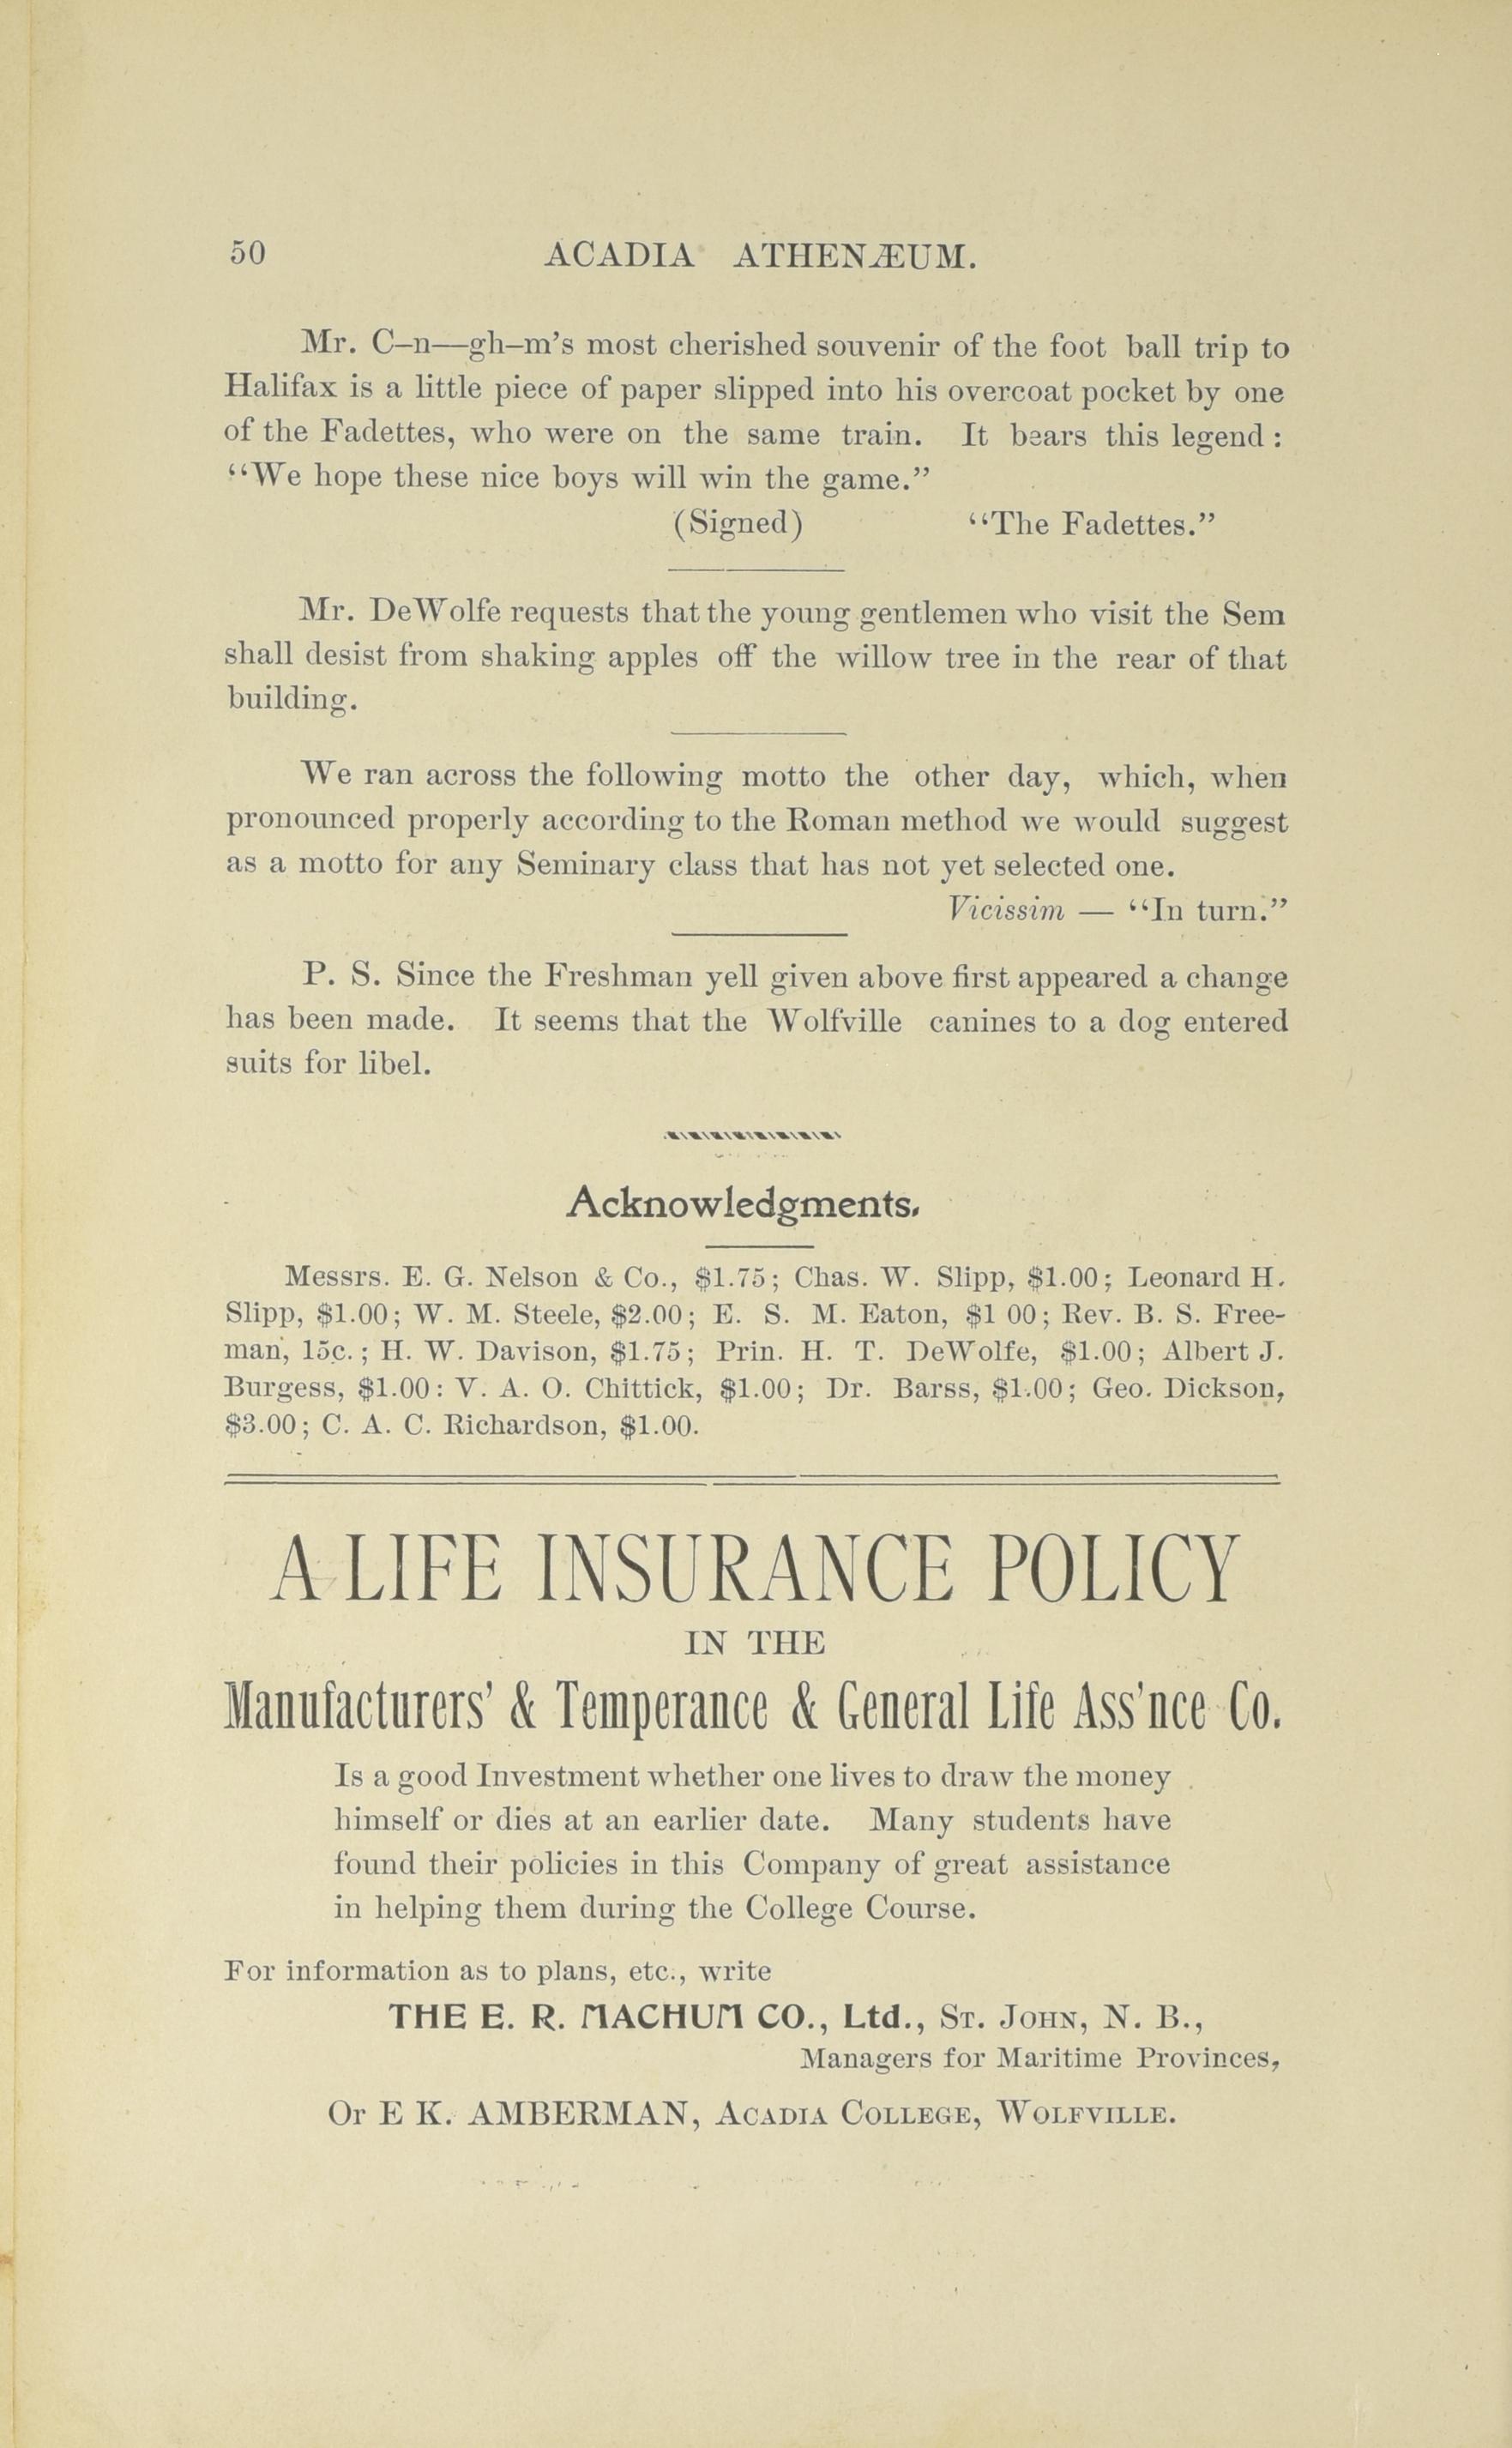 50 ACADIA ATHENÆUM.
Mr. C–n—gh–m's most cherished souvenir of the foot ball trip to
Halifax is a little piece of paper slipped into his overcoat pocket by one
of the Fadettes, who were on the same train. It bears this legend:
"We hope these nice boys will win the game."
(Signed) "The Fadettes."
Mr. DeWolfe requests that the young gentlemen who visit the Sem
shall desist from shaking apples off the willow tree in the rear of that
building.
We ran across the following motto the other day, which, when
pronounced properly according to the Roman method we would suggest
as a motto for any Seminary class that has not yet selected one.
Vicissim — "In turn."
P. S. Since the Freshman yell given above first appeared a change
has been made. It seems that the Wolfville canines to a dog entered
suits for libel.
Acknowledgments.
Messrs. E. G. Nelson & Co., $1.75; Chas. W. Slipp, $1.00; Leonard H.
Slipp, $1.00; W. M. Steele, $2.00; E. S. M. Eaton, $1 00; Rev. B. S. Free-
man, 15c.; H. W. Davison, $1.75; Prin. H. T. DeWolfe, $1.00; Albert J.
Burgess, $1.00: V. A. O. Chittick, $1.00; Dr. Barss, $1.00; Geo. Dickson,
$3.00; C. A. C. Richardson, $1.00.
A LIFE INSURANCE POLICY
IN THE
Manufacturers' & Temperance & General Life Ass'nce Co.
Is a good Investment whether one lives to draw the money
himself or dies at an earlier date. Many students have
found their policies in this Company of great assistance
in helping them during the College Course.
For information as to plans, etc., write
THE E. R. MACHUM CO., Ltd., St. John, N. B.,
Managers for Maritime Provinces,
Or E K. AMBERMAN, Acadia College, Wolfville.